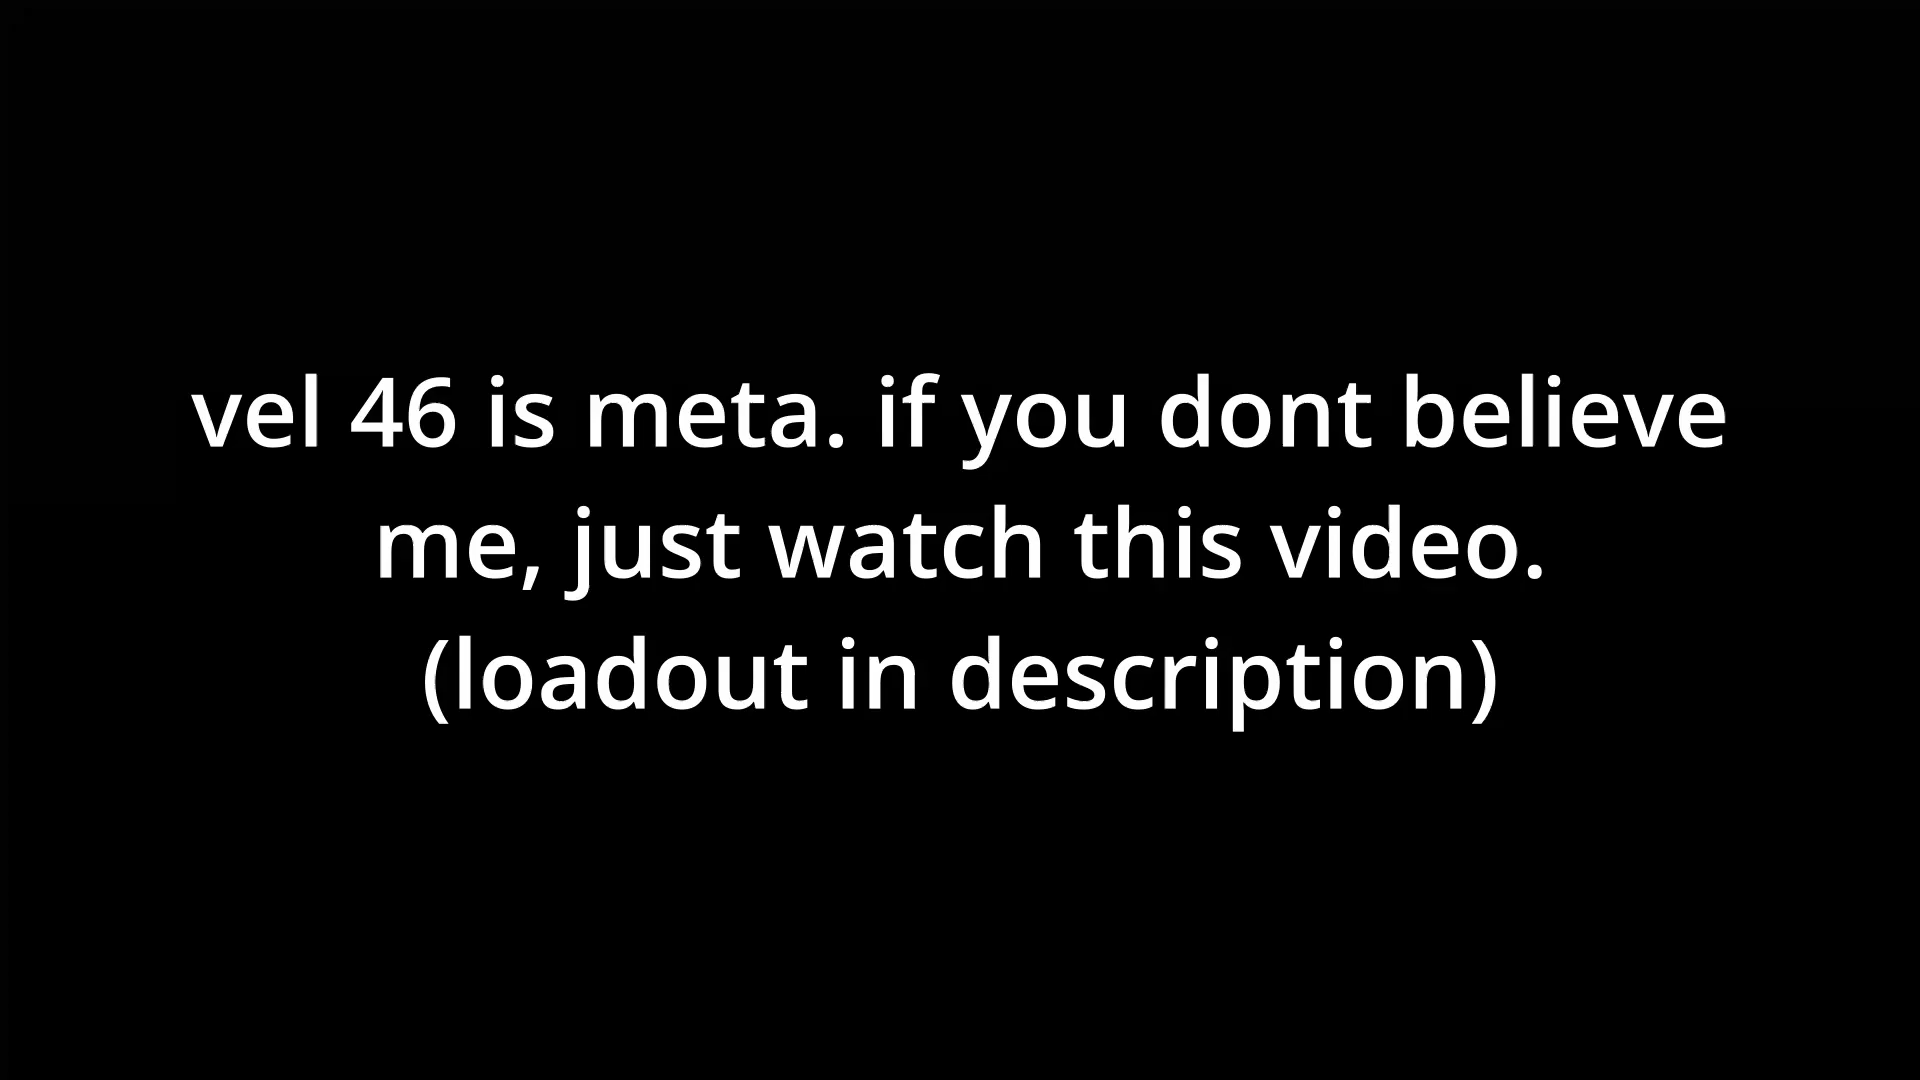 vel 46 is meta. if you dont believe
me, just watch this video.
(loadout in description)